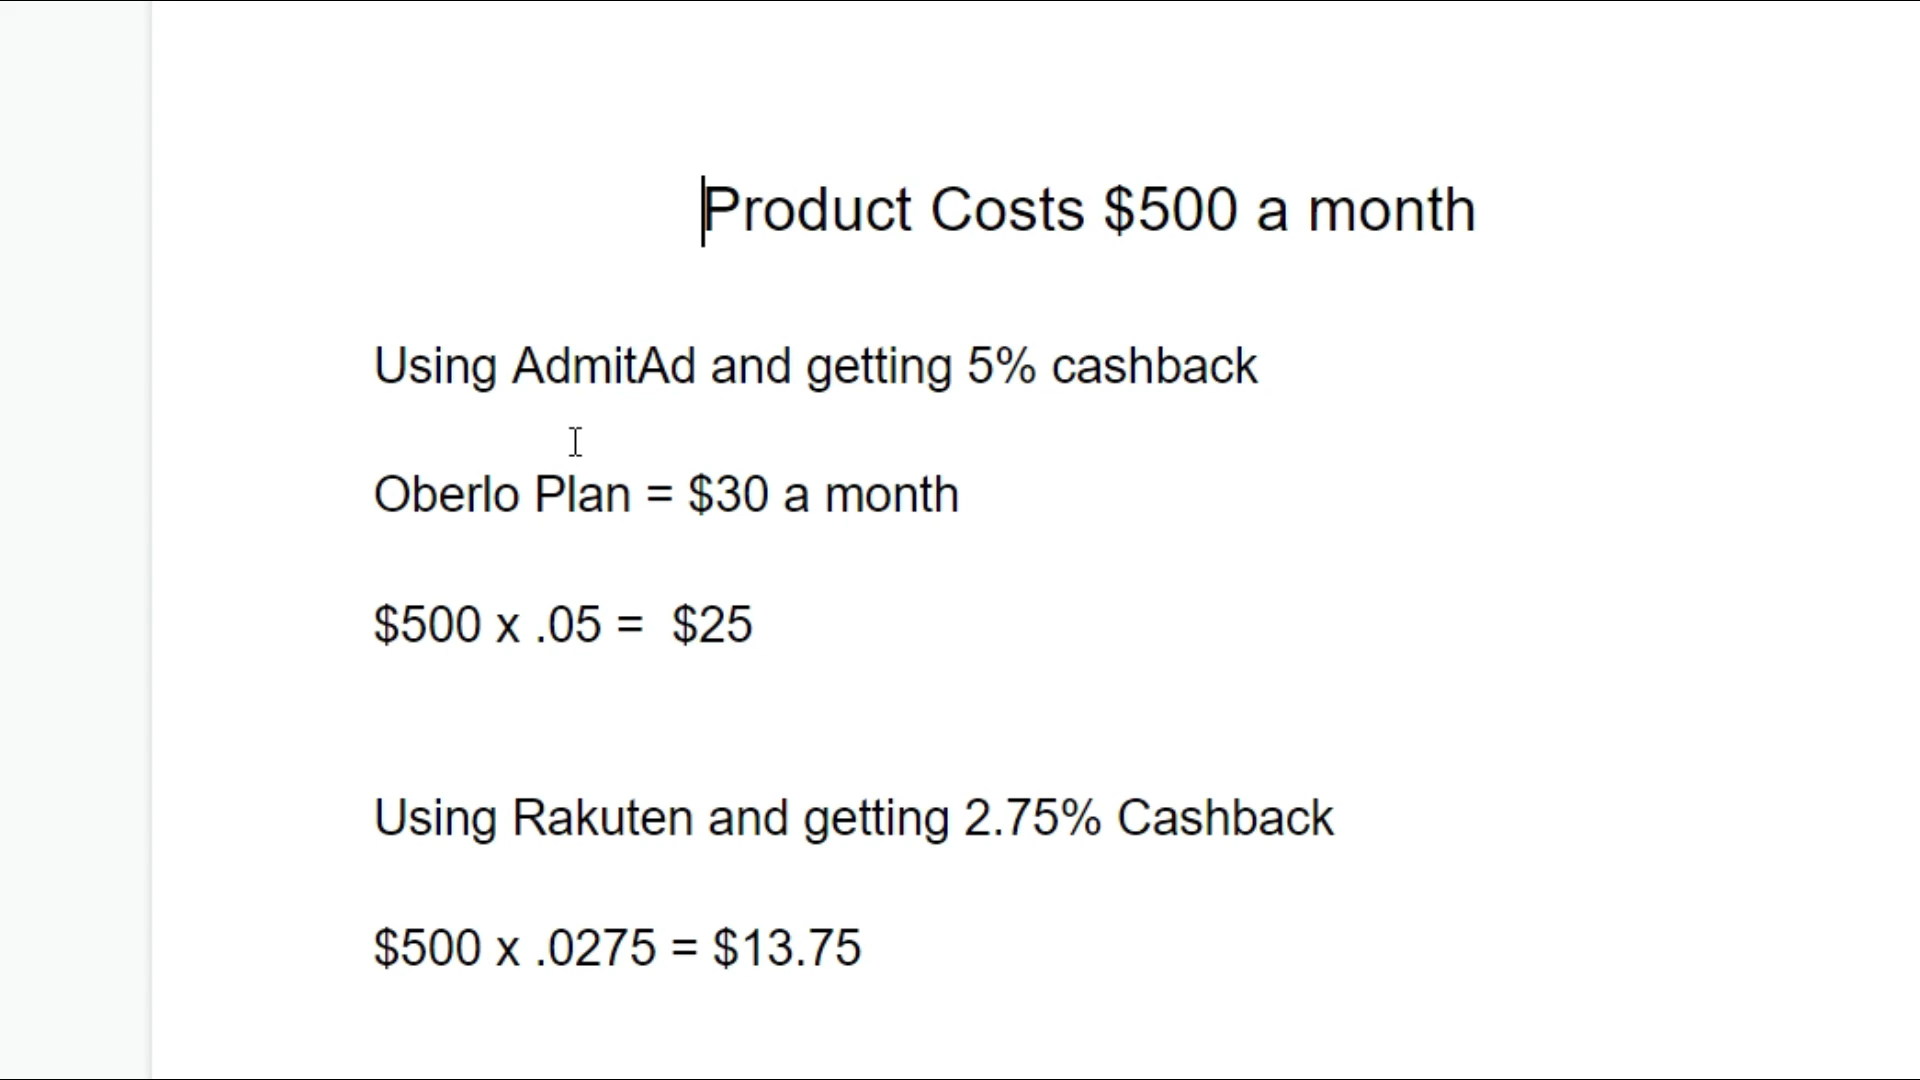 Product Costs $500 a month
Using AdmitAd and getting 5% cashback
Oberlo Plan = $30 a month
$500 x .05 =  $25
Using Rakuten and getting 2.75% Cashback
$500 x .0275 = $13.75